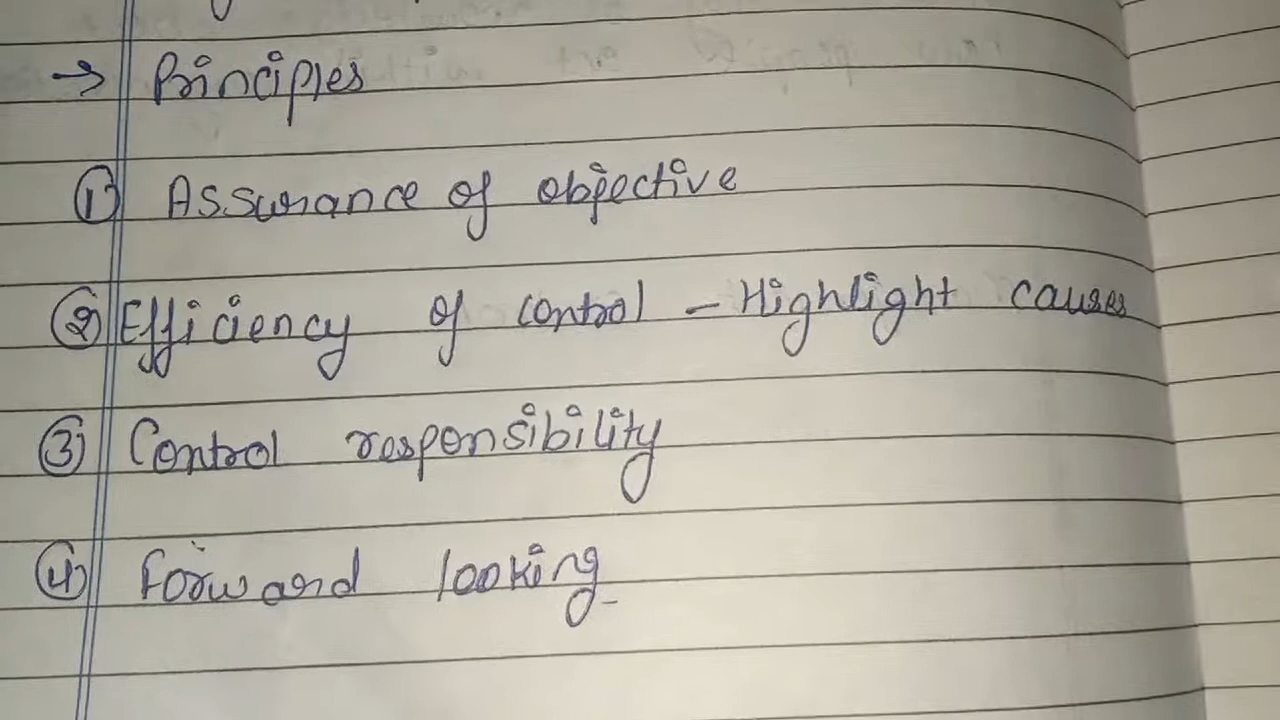 → Principles
① Assurance of objective
② Efficiency of control - Highlight causes
③ Control responsibility
④ Forward looking